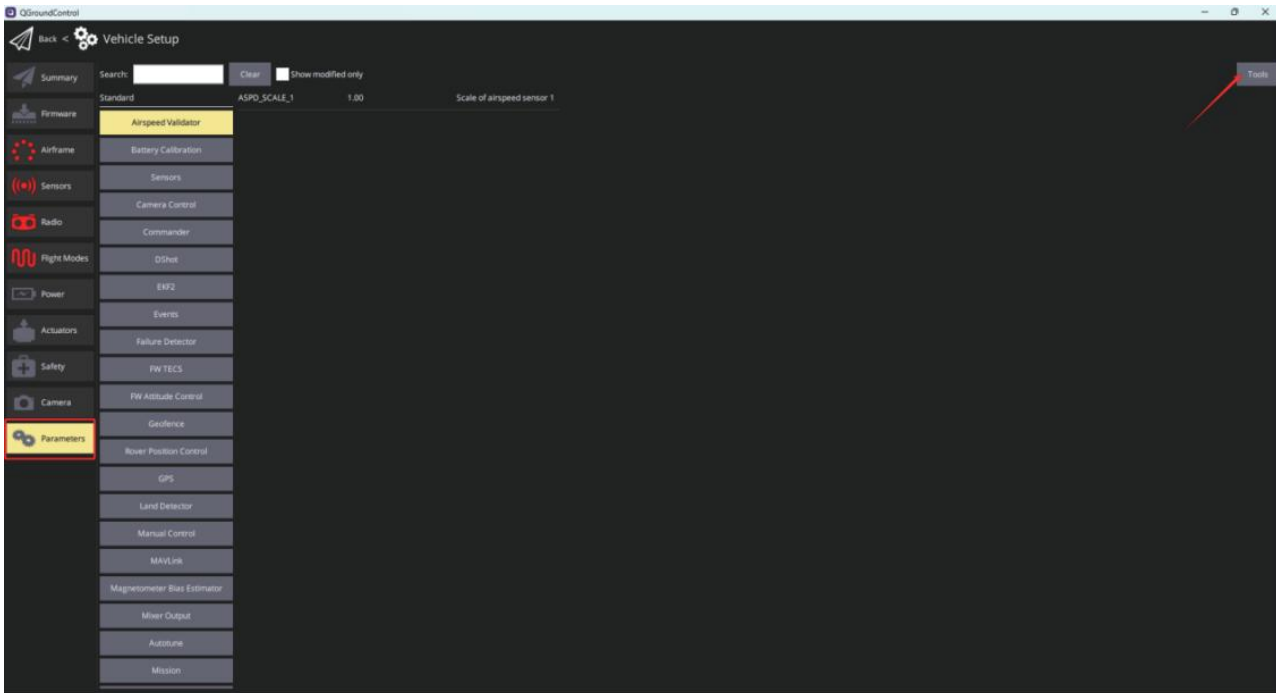 QGroundControl
Back < Vehicle Setup
Summary
Firmware
Airframe
Sensors
Radio
Flight Modes
Power
Actuators
Safety
Camera
Parameters
Search: Clear Show modified only Tools
Standard
Airspeed Validator
Battery Calibration
Sensors
Camera Control
Commander
DShot
EKF2
Events
Failure Detector
FW TECS
FW Attitude Control
Geofence
Rover Position Control
GPS
Land Detector
Manual Control
MAVLink
Magnetometer Bias Estimator
Mixer Output
Autotune
Mission
ASPD_SCALE_1 1.00 Scale of airspeed sensor 1